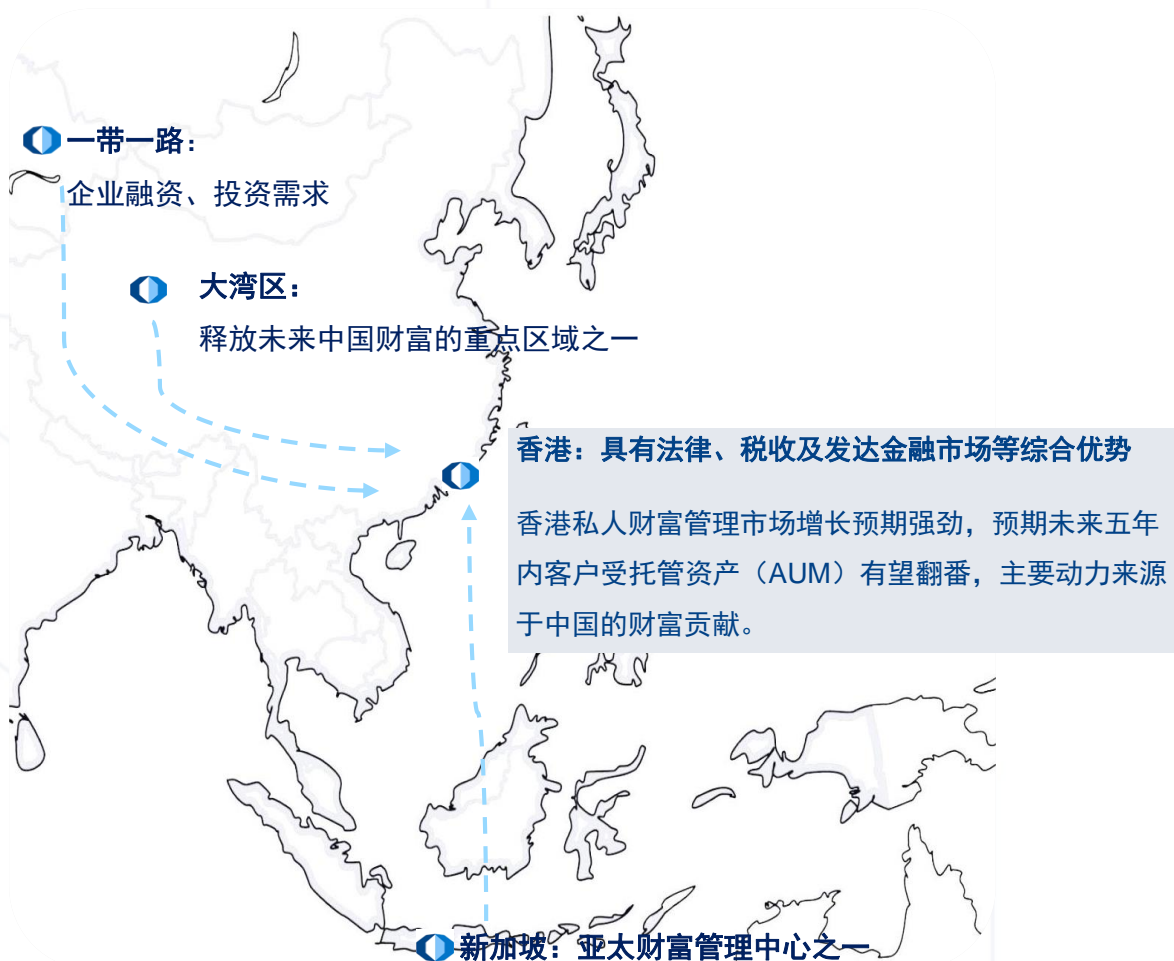 一带一路：
企业融资、投资需求
大湾区：
释放未来中国财富的重点区域之一
香港：具有法律、税收及发达金融市场等综合优势
香港私人财富管理市场增长预期强劲，预期未来五年
内客户受托管资产（AUM）有望翻番，主要动力来源
于中国的财富贡献。
新加坡：亚太财富管理中心之一